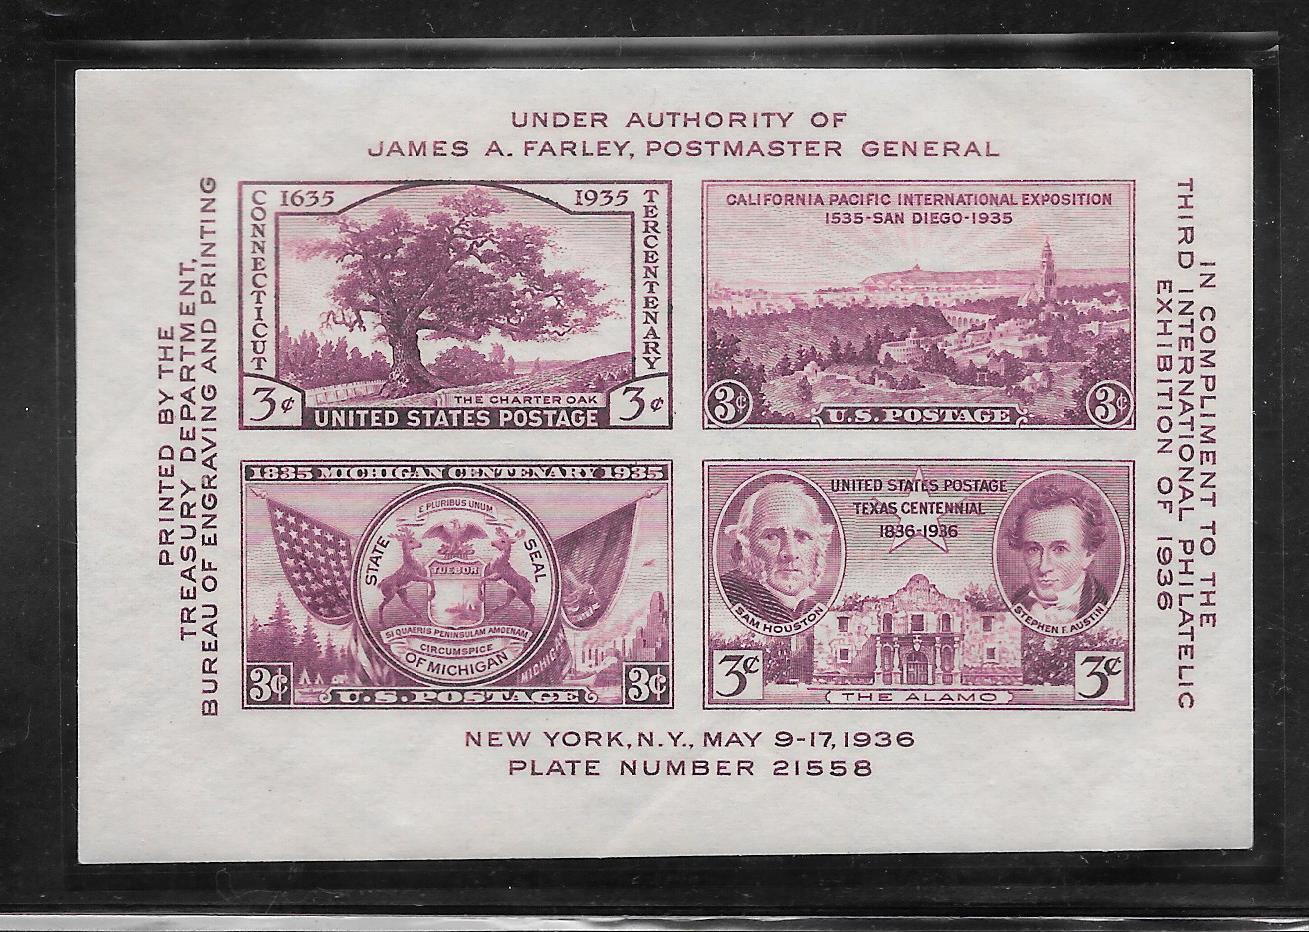 UNDER AUTHORITY OF
JAMES A. FARLEY, POSTMASTER GENERAL
PRINTED BY THE
TREASURY DEPARTMENT,
BUREAU OF ENGRAVING AND PRINTING
CONNECTICUT
1635
1935
TERCENTENARY
3¢
THE CHARTER OAK
3¢
UNITED STATES POSTAGE
CALIFORNIA PACIFIC INTERNATIONAL EXPOSITION
1535-SAN DIEGO-1935
3¢
U.S. POSTAGE
3¢
1835 MICHIGAN CENTENARY 1935
E PLURIBUS UNUM
STATE SEAL
TUEBOR
SI QUAERIS PENINSULAM AMOENAM
CIRCUMSPICE
OF MICHIGAN
MICHIGAN
3¢
U.S. POSTAGE
3¢
UNITED STATES POSTAGE
TEXAS CENTENNIAL
1836-1936
SAM HOUSTON
STEPHEN F. AUSTIN
3¢
THE ALAMO
3¢
IN COMPLIMENT TO THE
THIRD INTERNATIONAL PHILATELIC
EXHIBITION OF 1936
NEW YORK, N.Y., MAY 9-17, 1936
PLATE NUMBER 21558